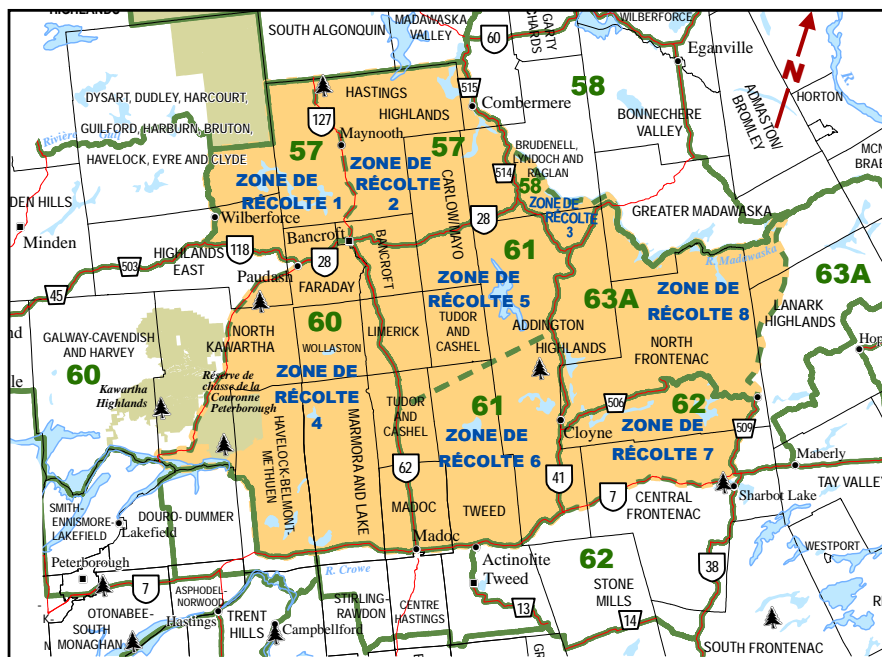 HIGHLANDS
SOUTH ALGONQUIN
MADAWASKA
VALLEY
60
WILBERFORCE
Eganville
N
R.
HORTON
ADMASTON/
BROMLEY
DYSART, DUDLEY, HARCOURT,
GUILFORD, HARBURN, BRUTON,
HAVELOCK, EYRE AND CLYDE
Rivière Gull
HASTINGS
HIGHLANDS
127
Maynooth
515
Combermere
58
BONNECHERE
VALLEY
57
57
ZONE DE
RÉCOLTE 1
ZONE DE
RÉCOLTE 2
CARLOW/MAYO
514
BRUDENELL,
LYNDOCH AND
RAGLAN
58
ZONE DE
RÉCOLTE
3
GREATER MADAWASKA
Minden
Wilberforce
503
HIGHLANDS
EAST
118
Paudash
Bancroft
28
FARADAY
BANCROFT
28
61
ZONE DE
RÉCOLTE 5
R. Madawaska
63A
63A
ZONE DE
RÉCOLTE 8
LANARK
HIGHLANDS
45
GALWAY-CAVENDISH
AND HARVEY
60
Kawartha
Highlands
NORTH
KAWARTHA
Réserve de
chasse de la
Couronne
Peterborough
60
WOLLASTON
LIMERICK
TUDOR
AND
CASHEL
ADDINGTON
HIGHLANDS
NORTH
FRONTENAC
ZONE DE
RÉCOLTE
4
HAVELOCK-BELMONT-
METHUEN
MARMORA AND LAKE
TUDOR
AND
CASHEL
61
ZONE DE
RÉCOLTE 6
Cloyne
506
62
ZONE DE
RÉCOLTE 7
509
Maberly
TAY VALLEY
62
41
7
CENTRAL
FRONTENAC
Sharbot Lake
SMITH-
ENNISMORE-
LAKEFIELD
DOURO-DUMMER
Lakefield
MADOC
TWEED
Madoc
Actinolite
Tweed
62
STONE
MILLS
38
WESTPORT
Peterborough
7
ASPHODEL-
NORWOOD
OTONABEE-
SOUTH
MONAGHAN
Hastings
TRENT
HILLS
Campbellford
R. Crowe
STIRLING-
RAWDON
CENTRE
HASTINGS
13
14
SOUTH FRONTENAC